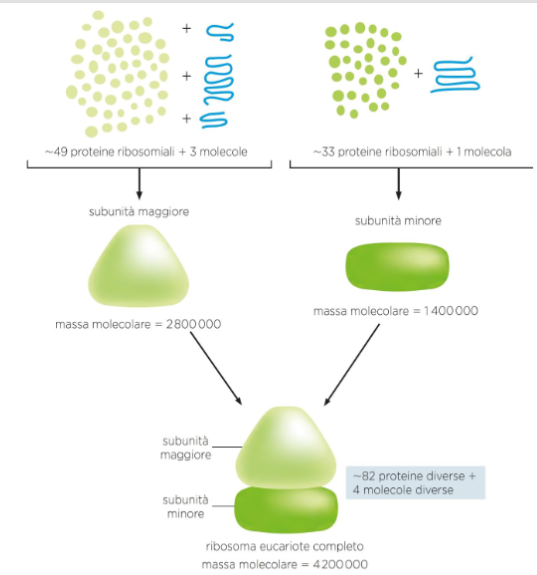 +
+
+
+
~49 proteine ribosomiali + 3 molecole
~33 proteine ribosomiali + 1 molecola
subunità maggiore
subunità minore
massa molecolare = 2800000
massa molecolare = 1400000
subunità
maggiore
~82 proteine diverse +
4 molecole diverse
subunità
minore
ribosoma eucariote completo
massa molecolare = 4200000